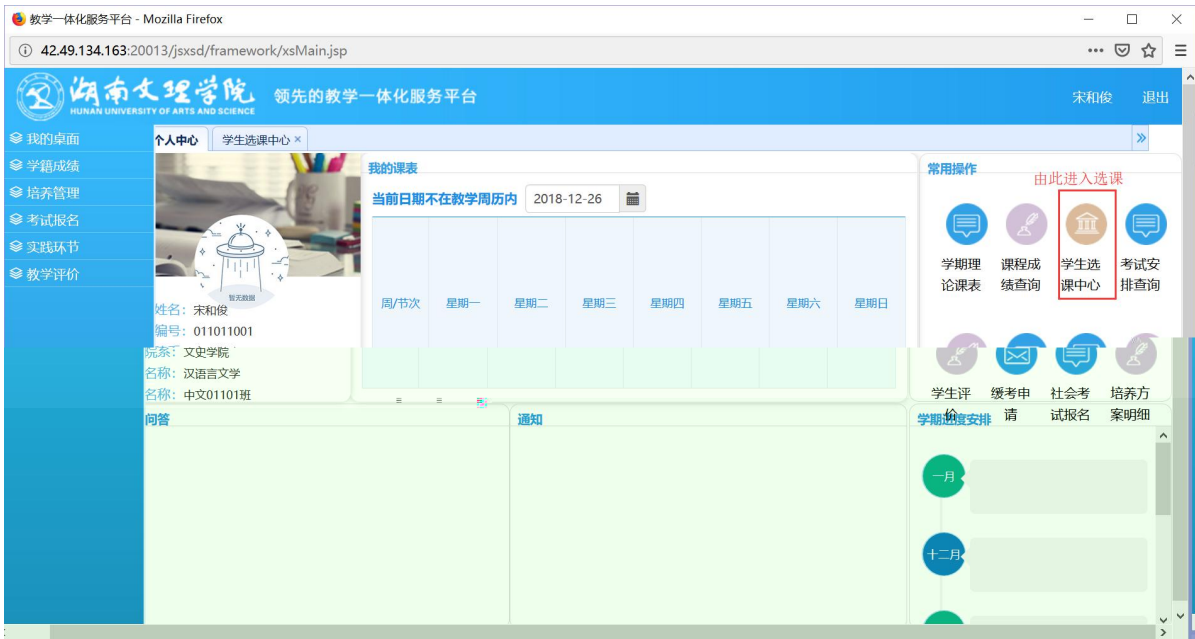 教学一体化服务平台 - Mozilla Firefox
42.49.134.163:20013/jsxsd/framework/xsMain.jsp
湖南文理学院
HUNAN UNIVERSITY OF ARTS AND SCIENCE
领先的教学一体化服务平台
宋和俊 退出
我的桌面
学籍成绩
培养管理
考试报名
实践环节
教学评价
个人中心 学生选课中心 ×
暂无数据
姓名：宋和俊
编号：011011001
院系：文史学院
名称：汉语言文学
名称：中文01101班
我的课表
当前日期不在教学周历内 2018-12-26
周/节次 星期一 星期二 星期三 星期四 星期五 星期六 星期日
常用操作
由此进入选课
学期理论课表
课程成绩查询
学生选课中心
考试安排查询
学生评价
缓考申请
社会考试报名
培养方案明细
问答
通知
学期进度安排
一月
十二月